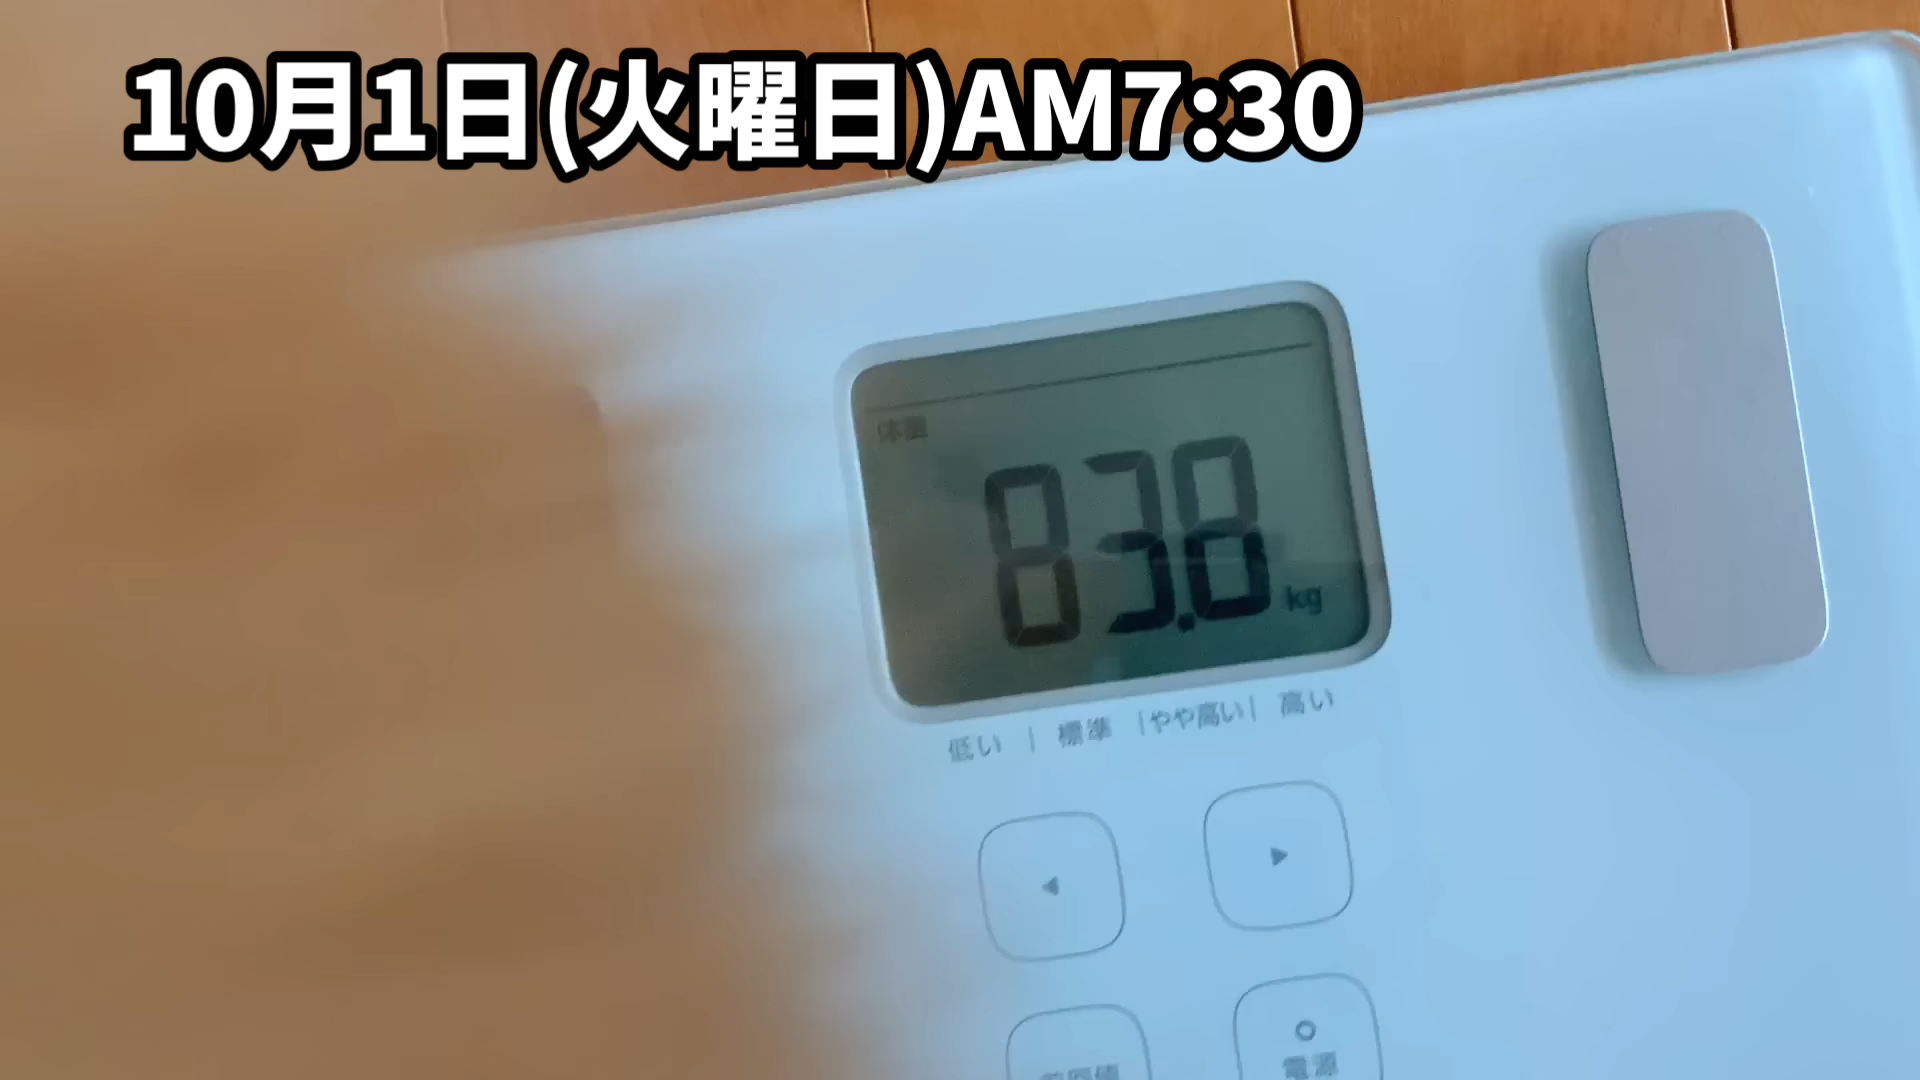 10月1日(火曜日)AM7:30
体重
83.8 kg
低い | 標準 |やや高い| 高い
◀ ▶
電源